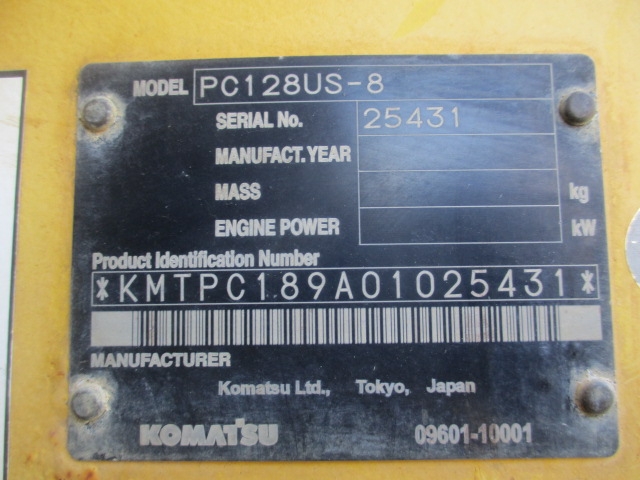 MODEL PC128US-8
SERIAL No. 25431
MANUFACT. YEAR
MASS kg
ENGINE POWER kW
Product Identification Number
*KMTPC189A01025431*
MANUFACTURER
Komatsu Ltd., Tokyo, Japan
KOMATSU 09601-10001